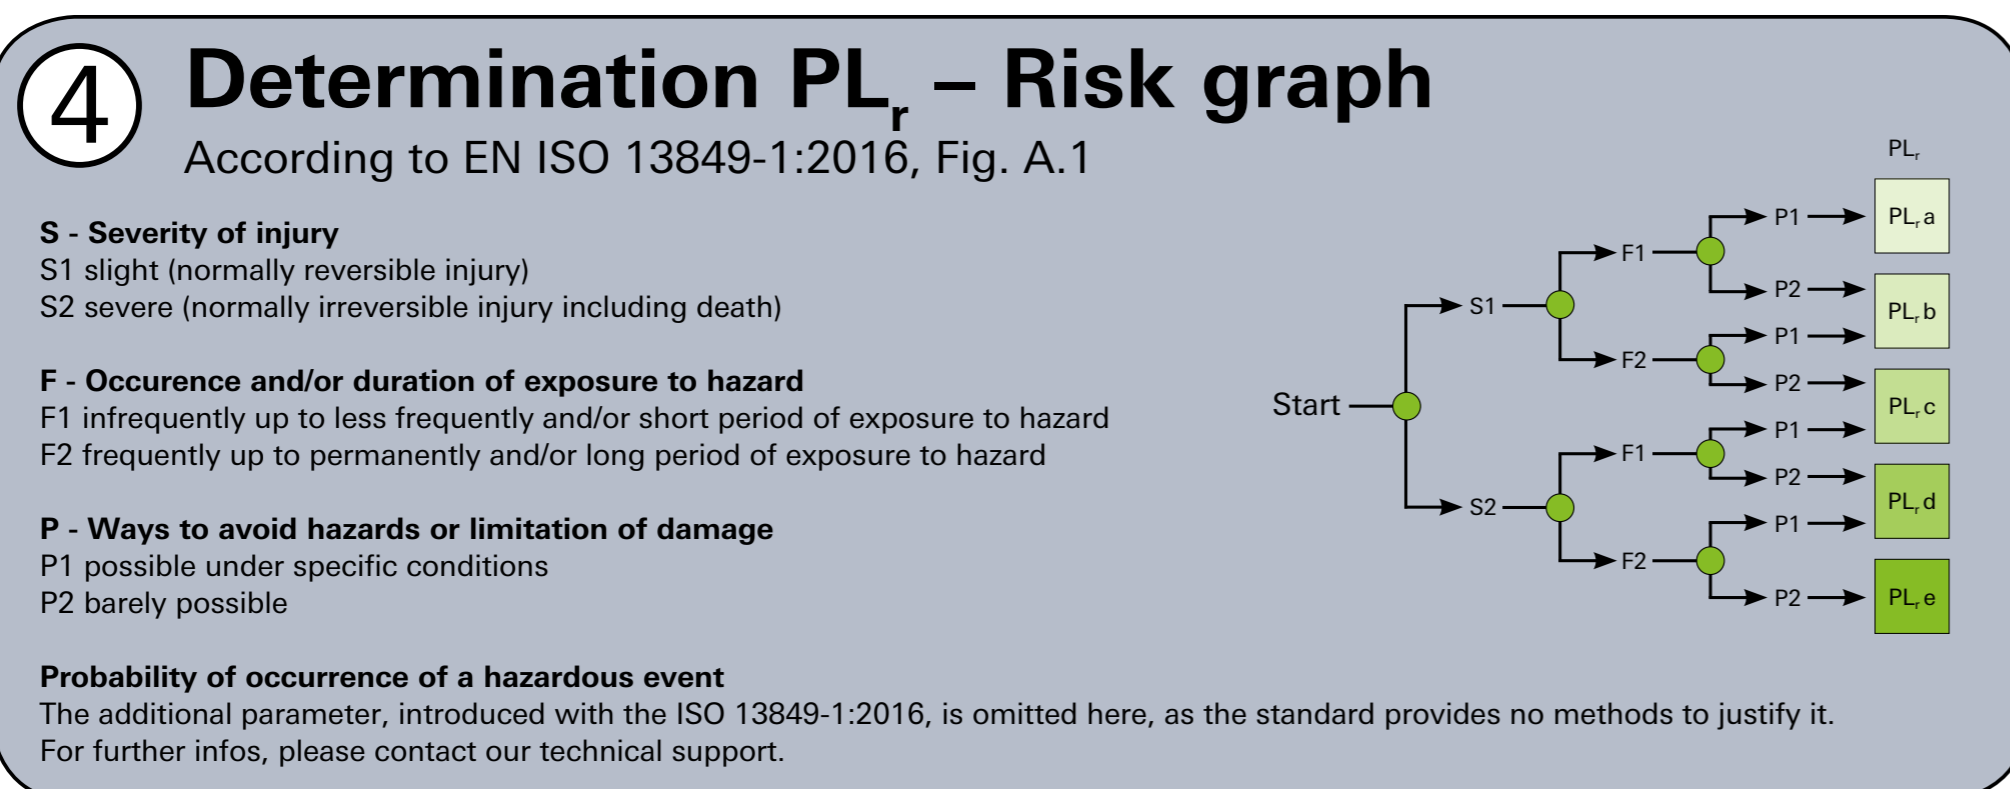 4
Determination PLr – Risk graph
According to EN ISO 13849-1:2016, Fig. A.1
S - Severity of injury
S1 slight (normally reversible injury)
S2 severe (normally irreversible injury including death)
F - Occurence and/or duration of exposure to hazard
F1 infrequently up to less frequently and/or short period of exposure to hazard
F2 frequently up to permanently and/or long period of exposure to hazard
P - Ways to avoid hazards or limitation of damage
P1 possible under specific conditions
P2 barely possible
Probability of occurrence of a hazardous event
The additional parameter, introduced with the ISO 13849-1:2016, is omitted here, as the standard provides no methods to justify it.
For further infos, please contact our technical support.
PLr
Start
S1
S2
F1
F2
F1
F2
P1
P2
P1
P2
P1
P2
P1
P2
PLr a
PLr b
PLr c
PLr d
PLr e